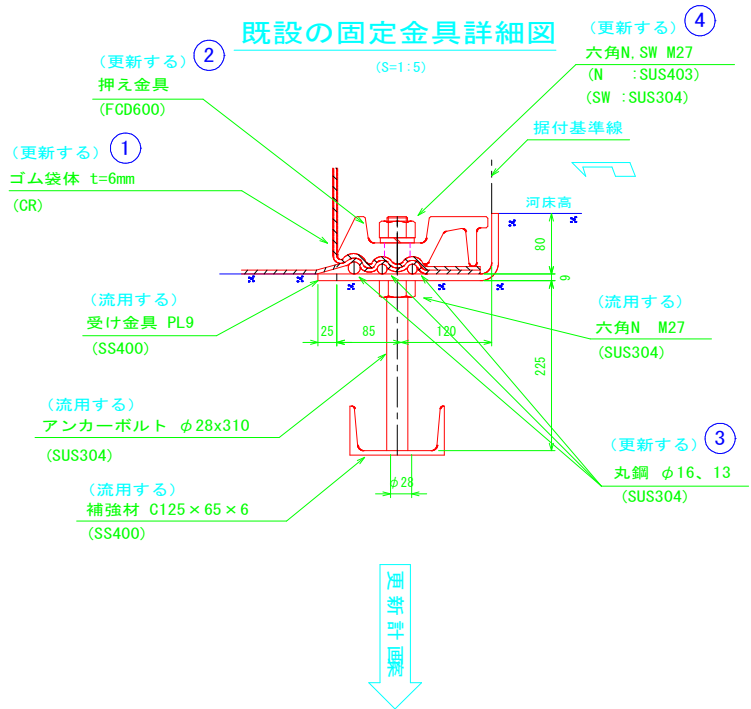 既設の固定金具詳細図
(S=1:5)
(更新する) ④
六角N,SW M27
(N :SUS403)
(SW :SUS304)
(更新する) ②
押え金具
(FCD600)
据付基準線
(更新する) ①
ゴム袋体 t=6mm
(CR)
河床高
80
9
(流用する)
受け金具 PL9
(SS400)
25
85
120
225
(流用する)
六角N M27
(SUS304)
(流用する)
アンカーボルト φ28x310
(SUS304)
(更新する) ③
丸鋼 φ16、13
(SUS304)
φ28
(流用する)
補強材 C125×65×6
(SS400)
更新計画案